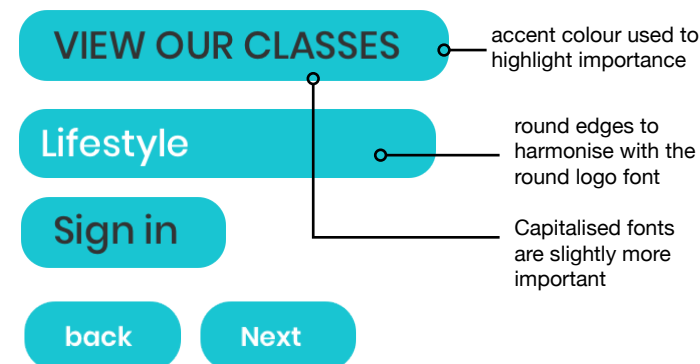 VIEW OUR CLASSES
accent colour used to
highlight importance
Lifestyle
round edges to
harmonise with the
round logo font
Sign in
Capitalised fonts
are slightly more
important
back
Next